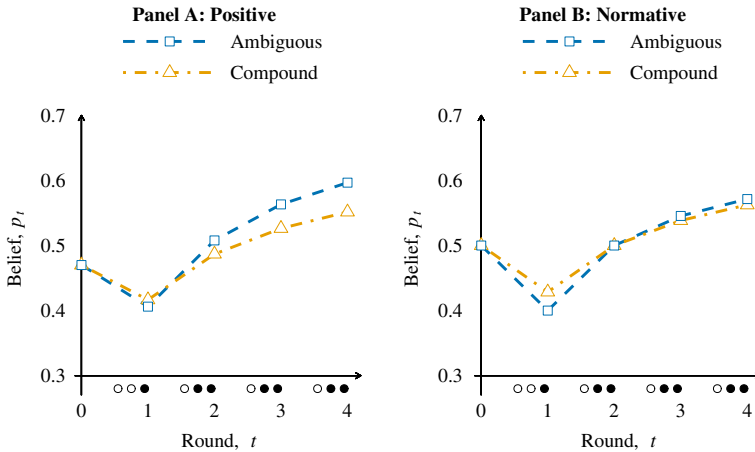 Panel A: Positive
Ambiguous
Compound
0.7
0.6
0.5
0.4
0.3
Belief, p_t
0 1 2 3 4
Round, t
Panel B: Normative
Ambiguous
Compound
0.7
0.6
0.5
0.4
0.3
Belief, p_t
0 1 2 3 4
Round, t